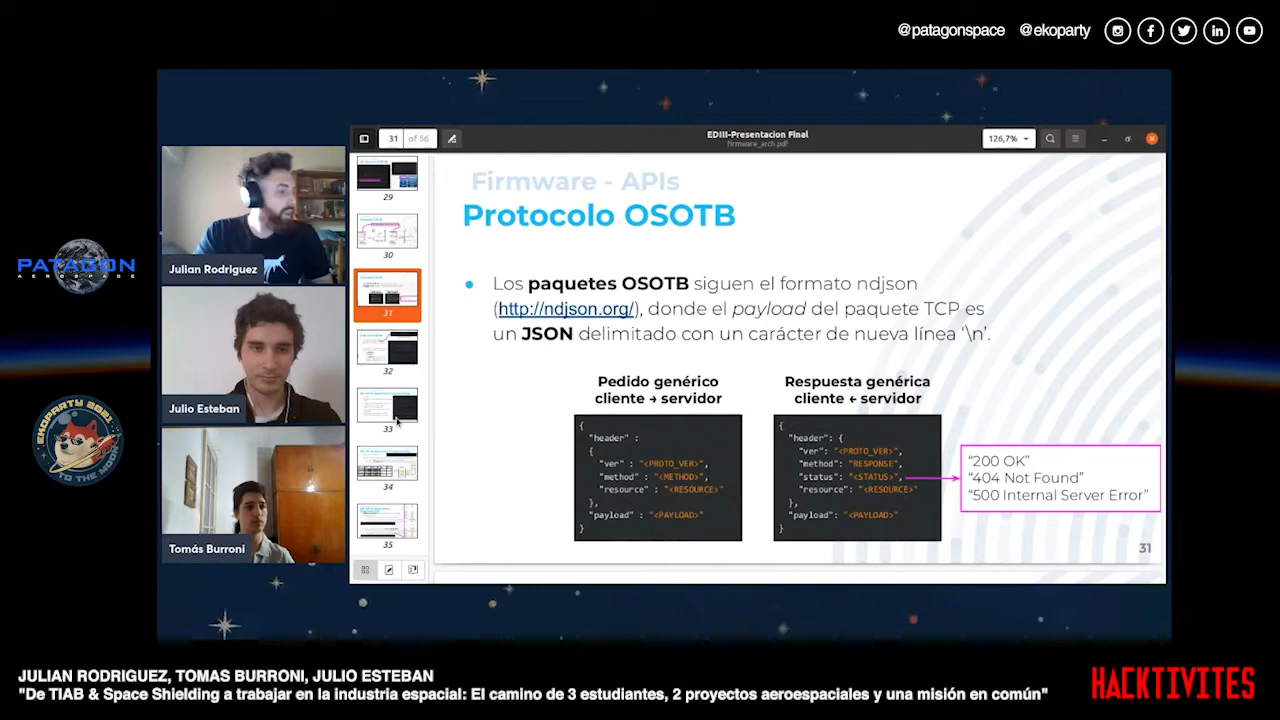 @patagonspace @ekoparty
31 of 56
EDIII-Presentacion Final
firmware_arch.pdf
126,7%
29
30
31
32
33
34
35
Julian Rodriguez
Julio Esteban
Tomás Burroni
PATAGON
AEROSPACE
EKOPARTY 2021
TO THE MOON
Firmware - APIs
Protocolo OSOTB
Los paquetes OSOTB siguen el formato ndjson
(http://ndjson.org/), donde el payload del paquete TCP es
un JSON delimitado con un carácter de nueva línea '\n'.
Pedido genérico
cliente → servidor
{
"header" :
{
"ver" : "<PROTO_VER>",
"method" : "<METHOD>",
"resource" : "<RESOURCE>"
},
"payload" : "<PAYLOAD>"
}
Respuesta genérica
cliente ← servidor
{
"header": {
"ver": "<PROTO_VER>",
"method": "RESPONSE",
"status": "<STATUS>",
"resource": "<RESOURCE>"
},
"payload": "<PAYLOAD>"
}
"200 OK"
"404 Not Found"
"500 Internal Server Error"
31
JULIAN RODRIGUEZ, TOMAS BURRONI, JULIO ESTEBAN
"De TIAB & Space Shielding a trabajar en la industria espacial: El camino de 3 estudiantes, 2 proyectos aeroespaciales y una misión en común"
HACKTIVITES